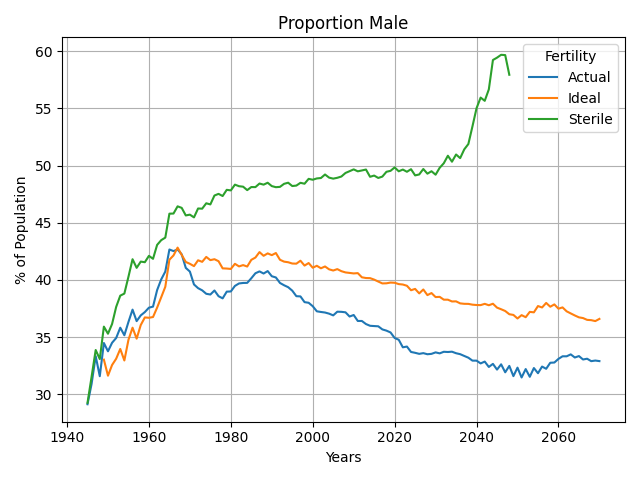 Proportion Male
% of Population
60
55
50
45
40
35
30
1940
1960
1980
2000
2020
2040
2060
Years
Fertility
Actual
Ideal
Sterile